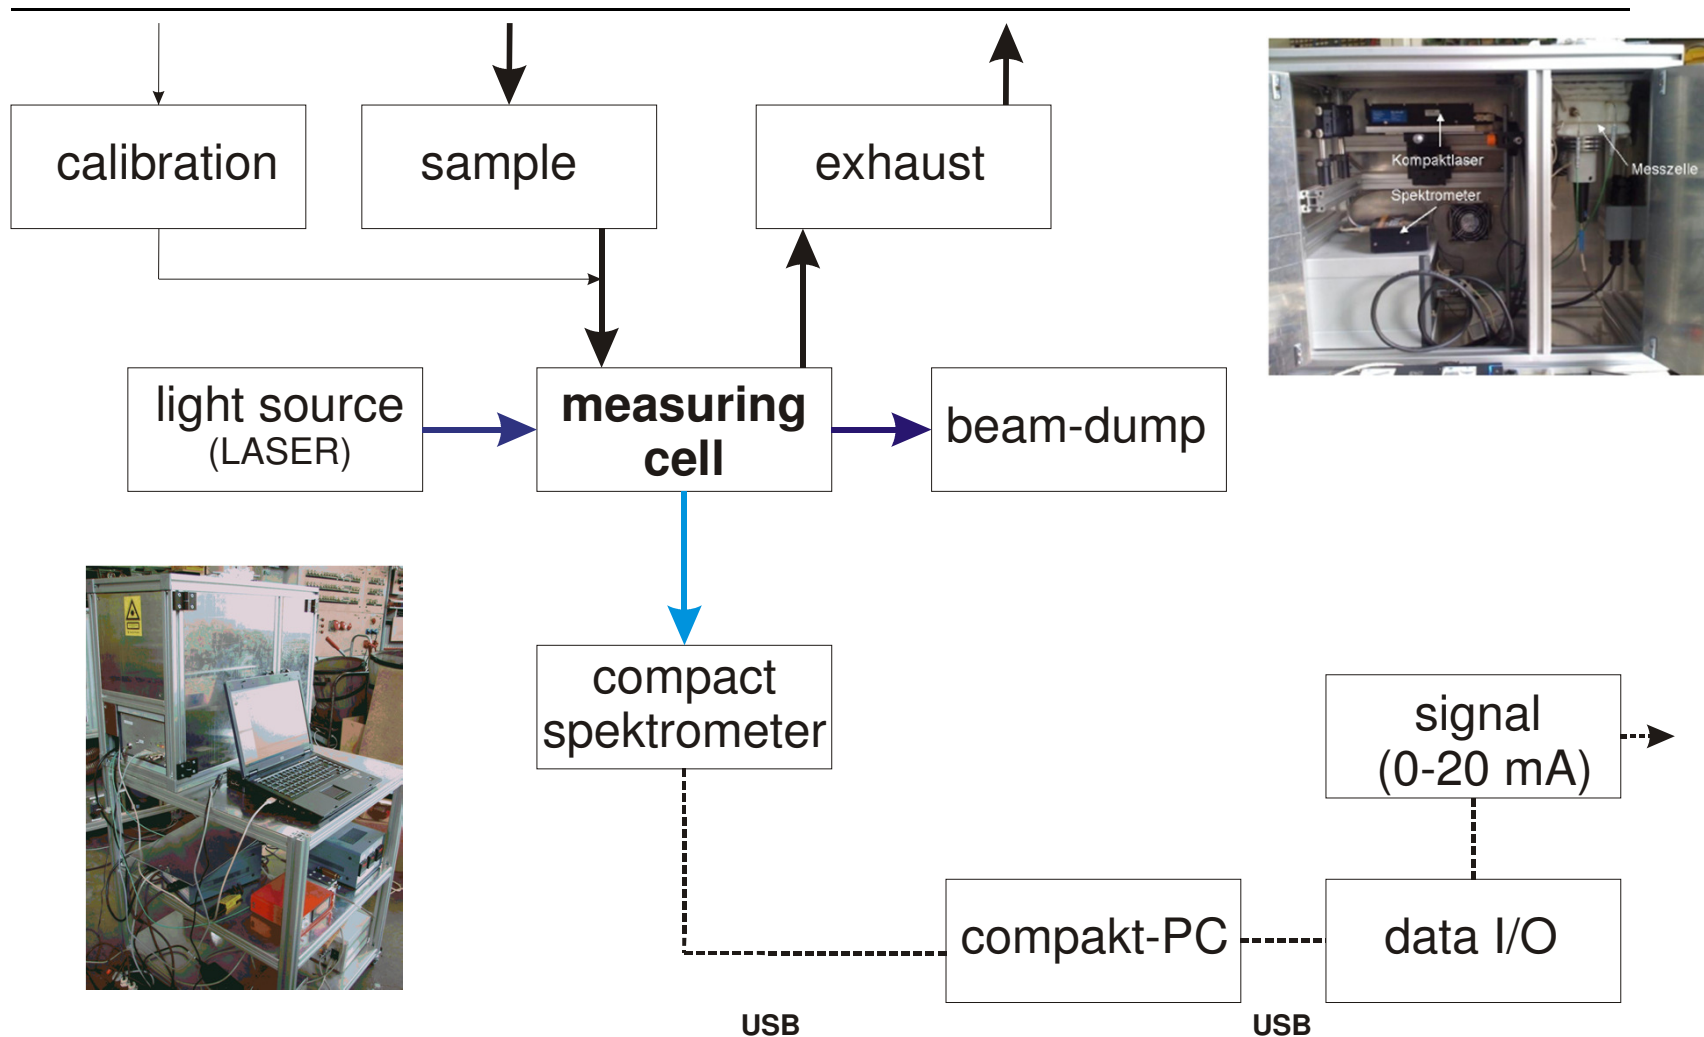 calibration
sample
exhaust
Kompaktlaser
Messzelle
Spektrometer
light source
(LASER)
measuring
cell
beam-dump
compact
spektrometer
signal
(0-20 mA)
compakt-PC
data I/O
USB
USB